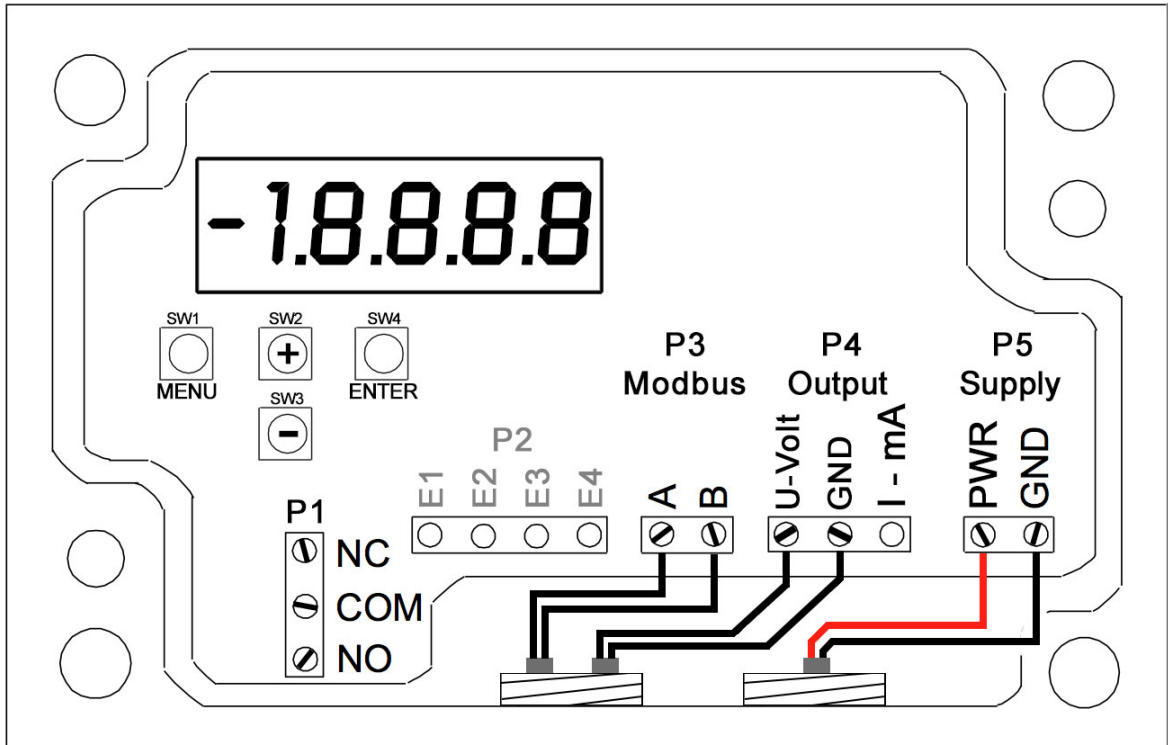 -1.8.8.8.8
SW1
SW2
SW4
+
MENU
ENTER
SW3
-
P3
Modbus
P4
Output
P5
Supply
P2
E1
E2
E3
E4
A
B
U-Volt
GND
I - mA
PWR
GND
P1
NC
COM
NO